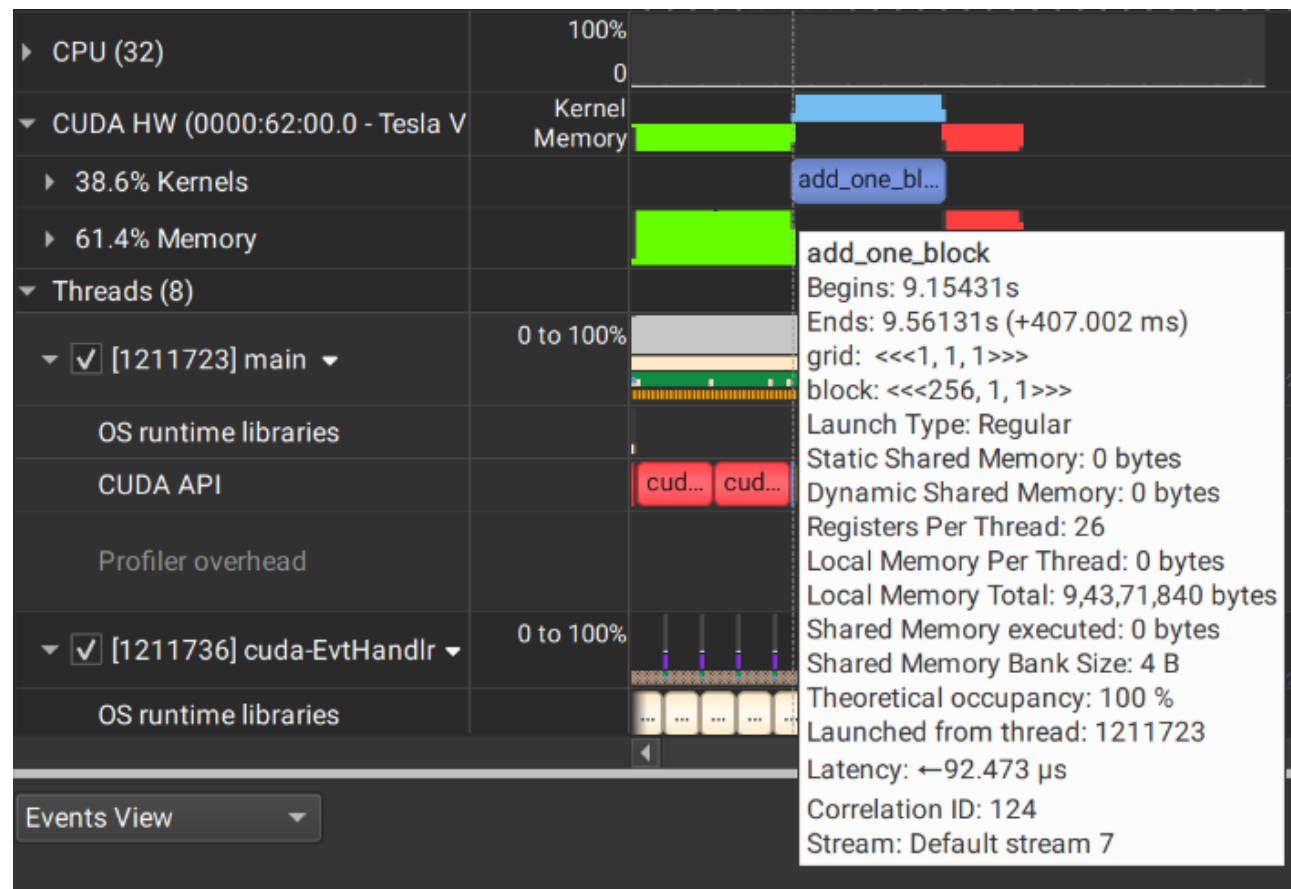 CPU (32)
100%
0
CUDA HW (0000:62:00.0 - Tesla V
Kernel
Memory
38.6% Kernels
add_one_bl...
61.4% Memory
Threads (8)
[1211723] main
0 to 100%
OS runtime libraries
CUDA API
cud...
cud...
Profiler overhead
[1211736] cuda-EvtHandlr
0 to 100%
OS runtime libraries
...
...
...
...
...
Events View
add_one_block
Begins: 9.15431s
Ends: 9.56131s (+407.002 ms)
grid: <<<1, 1, 1>>>
block: <<<256, 1, 1>>>
Launch Type: Regular
Static Shared Memory: 0 bytes
Dynamic Shared Memory: 0 bytes
Registers Per Thread: 26
Local Memory Per Thread: 0 bytes
Local Memory Total: 9,43,71,840 bytes
Shared Memory executed: 0 bytes
Shared Memory Bank Size: 4 B
Theoretical occupancy: 100 %
Launched from thread: 1211723
Latency: ←92.473 μs
Correlation ID: 124
Stream: Default stream 7